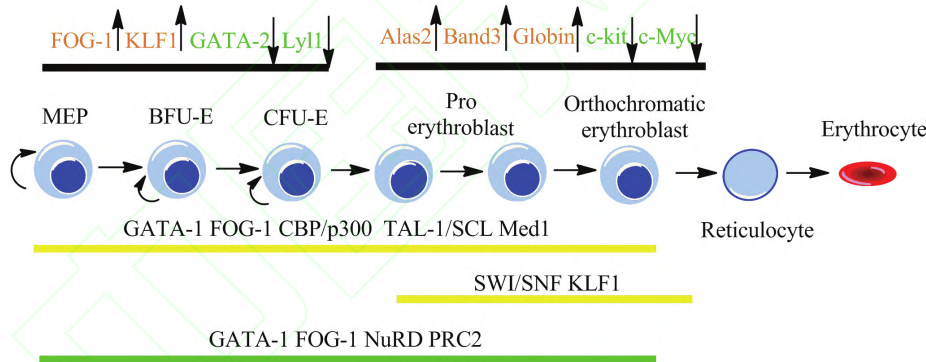 FOG-1 KLF1 GATA-2 Lyl1
Alas2 Band3 Globin c-kit c-Myc
MEP
BFU-E
CFU-E
Pro
erythroblast
Orthochromatic
erythroblast
Erythrocyte
Reticulocyte
GATA-1 FOG-1 CBP/p300 TAL-1/SCL Med1
SWI/SNF KLF1
GATA-1 FOG-1 NuRD PRC2